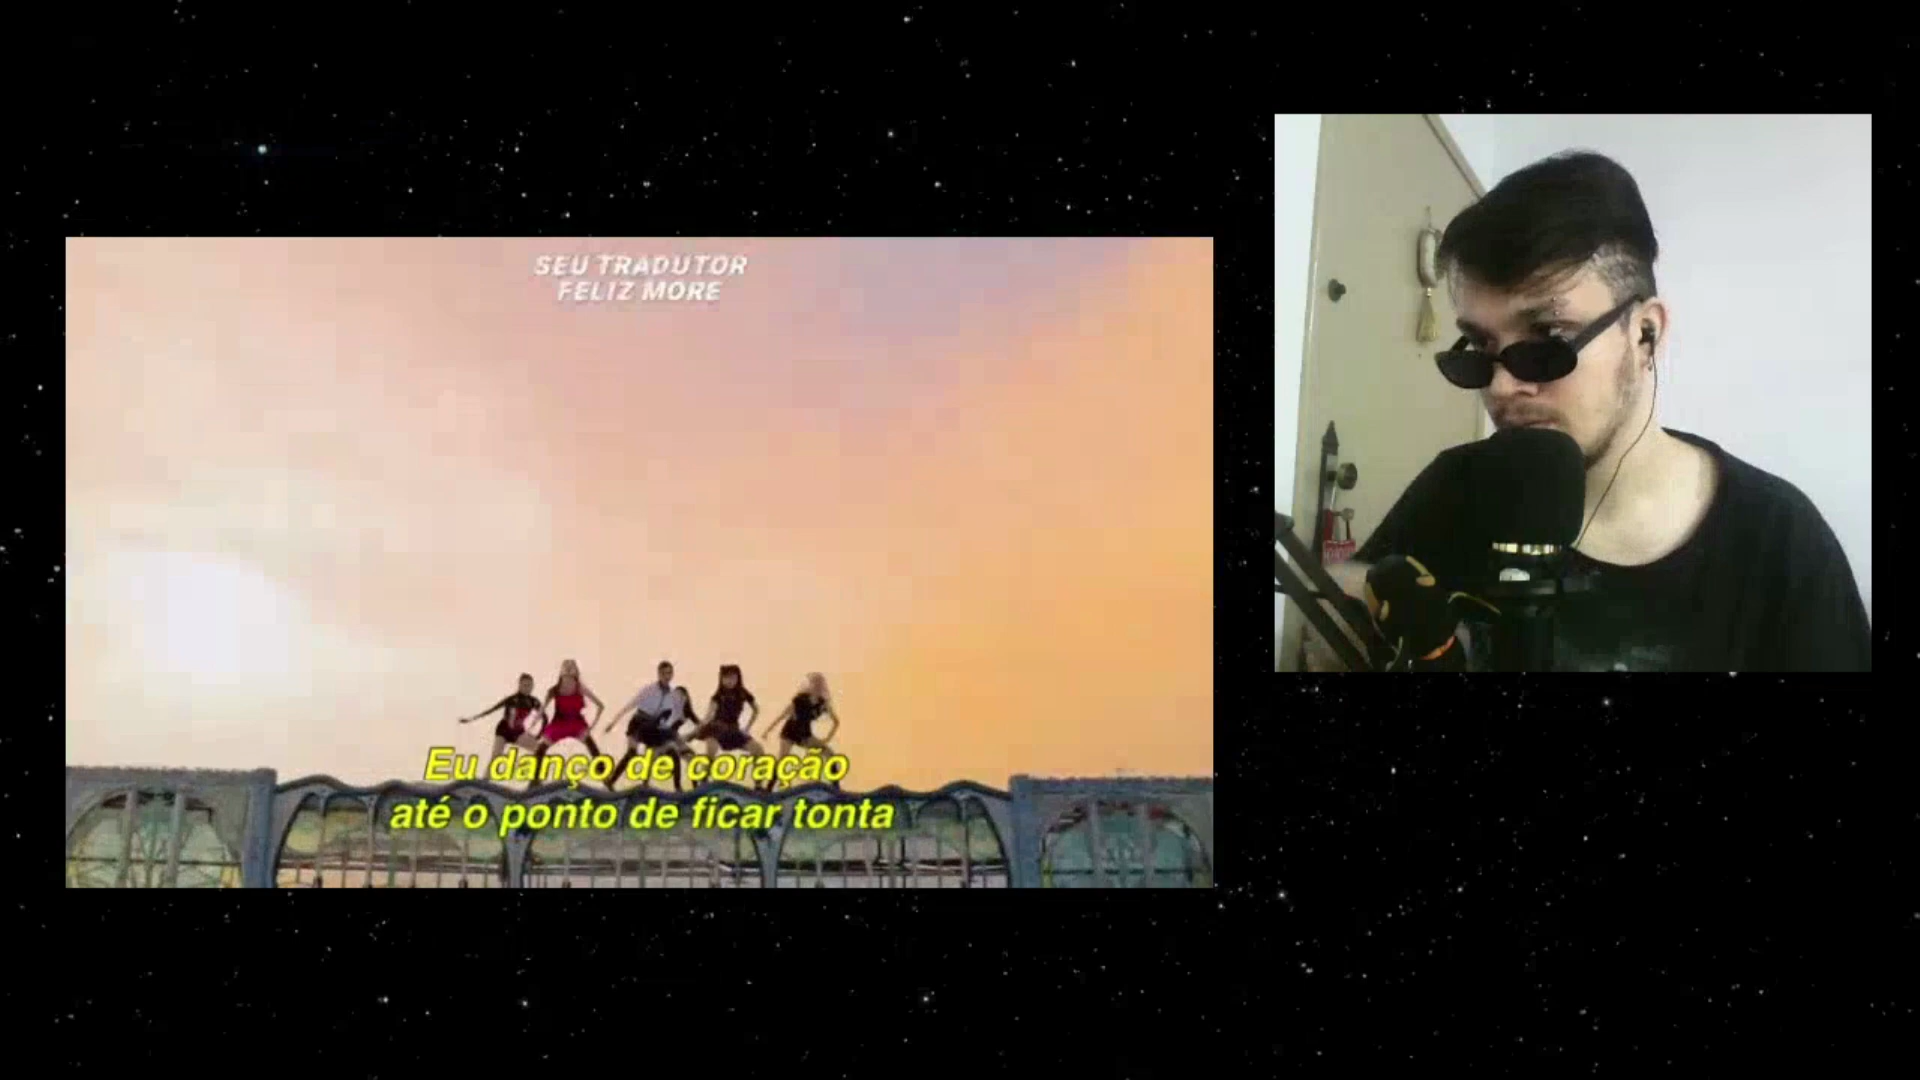 SEU TRADUTOR
FELIZ MORE
Eu danço de coração
até o ponto de ficar tonta